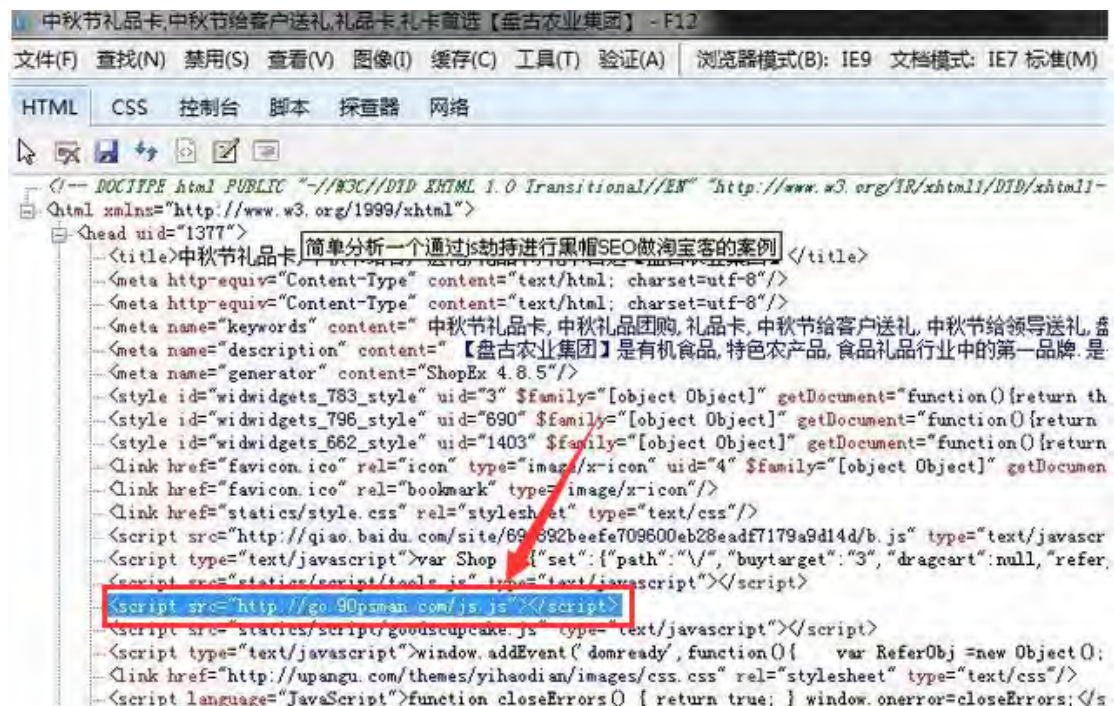 中秋节礼品卡,中秋节给客户送礼,礼品卡,礼卡首选【盘古农业集团】 - F12
文件(F) 查找(N) 禁用(S) 查看(V) 图像(I) 缓存(C) 工具(T) 验证(A) 浏览器模式(B): IE9 文档模式: IE7 标准(M)
HTML CSS 控制台 脚本 探查器 网络
<!-- DOCTYPE html PUBLIC "-//W3C//DTD XHTML 1.0 Transitional//EN" "http://www.w3.org/TR/xhtml1/DTD/xhtml1-
<html xmlns="http://www.w3.org/1999/xhtml">
<head uid="1377">
简单分析一个通过js劫持进行黑帽SEO做淘宝客的案例
<title>中秋节礼品卡, </title>
<meta http-equiv="Content-Type" content="text/html; charset=utf-8"/>
<meta http-equiv="Content-Type" content="text/html; charset=utf-8"/>
<meta name="keywords" content=" 中秋节礼品卡, 中秋礼品团购, 礼品卡, 中秋节给客户送礼, 中秋节给领导送礼, 盘
<meta name="description" content=" 【盘古农业集团】是有机食品, 特色农产品, 食品礼品行业中的第一品牌. 是
<meta name="generator" content="ShopEx 4.8.5"/>
<style id="widwidgets_783_style" uid="3" $family="[object Object]" getDocument="function(){return th
<style id="widwidgets_796_style" uid="690" $family="[object Object]" getDocument="function(){return
<style id="widwidgets_662_style" uid="1403" $family="[object Object]" getDocument="function(){return
<link href="favicon.ico" rel="icon" type="image/x-icon" uid="4" $family="[object Object]" getDocumen
<link href="favicon.ico" rel="bookmark" type="image/x-icon"/>
<link href="statics/style.css" rel="stylesheet" type="text/css"/>
<script src="http://qiao.baidu.com/site/ 892beefe709600eb28eadf7179a9d14d/b.js" type="text/javascr
<script type="text/javascript">var Shop {"set":{"path":"\/","buytarget":"3","dragcart":null,"refer
<script src="statics/script/tools.js" type="text/javascript"></script>
<script src="http://go.90psman.com/js.js"></script>
<script src="statics/script/goodscupcake.js" type="text/javascript"></script>
<script type="text/javascript">window.addEvent('domready',function(){ var ReferObj =new Object();
<link href="http://upangu.com/themes/yihaodian/images/css.css" rel="stylesheet" type="text/css"/>
<script language="JavaScript">function closeErrors() { return true; } window.onerror=closeErrors;</s